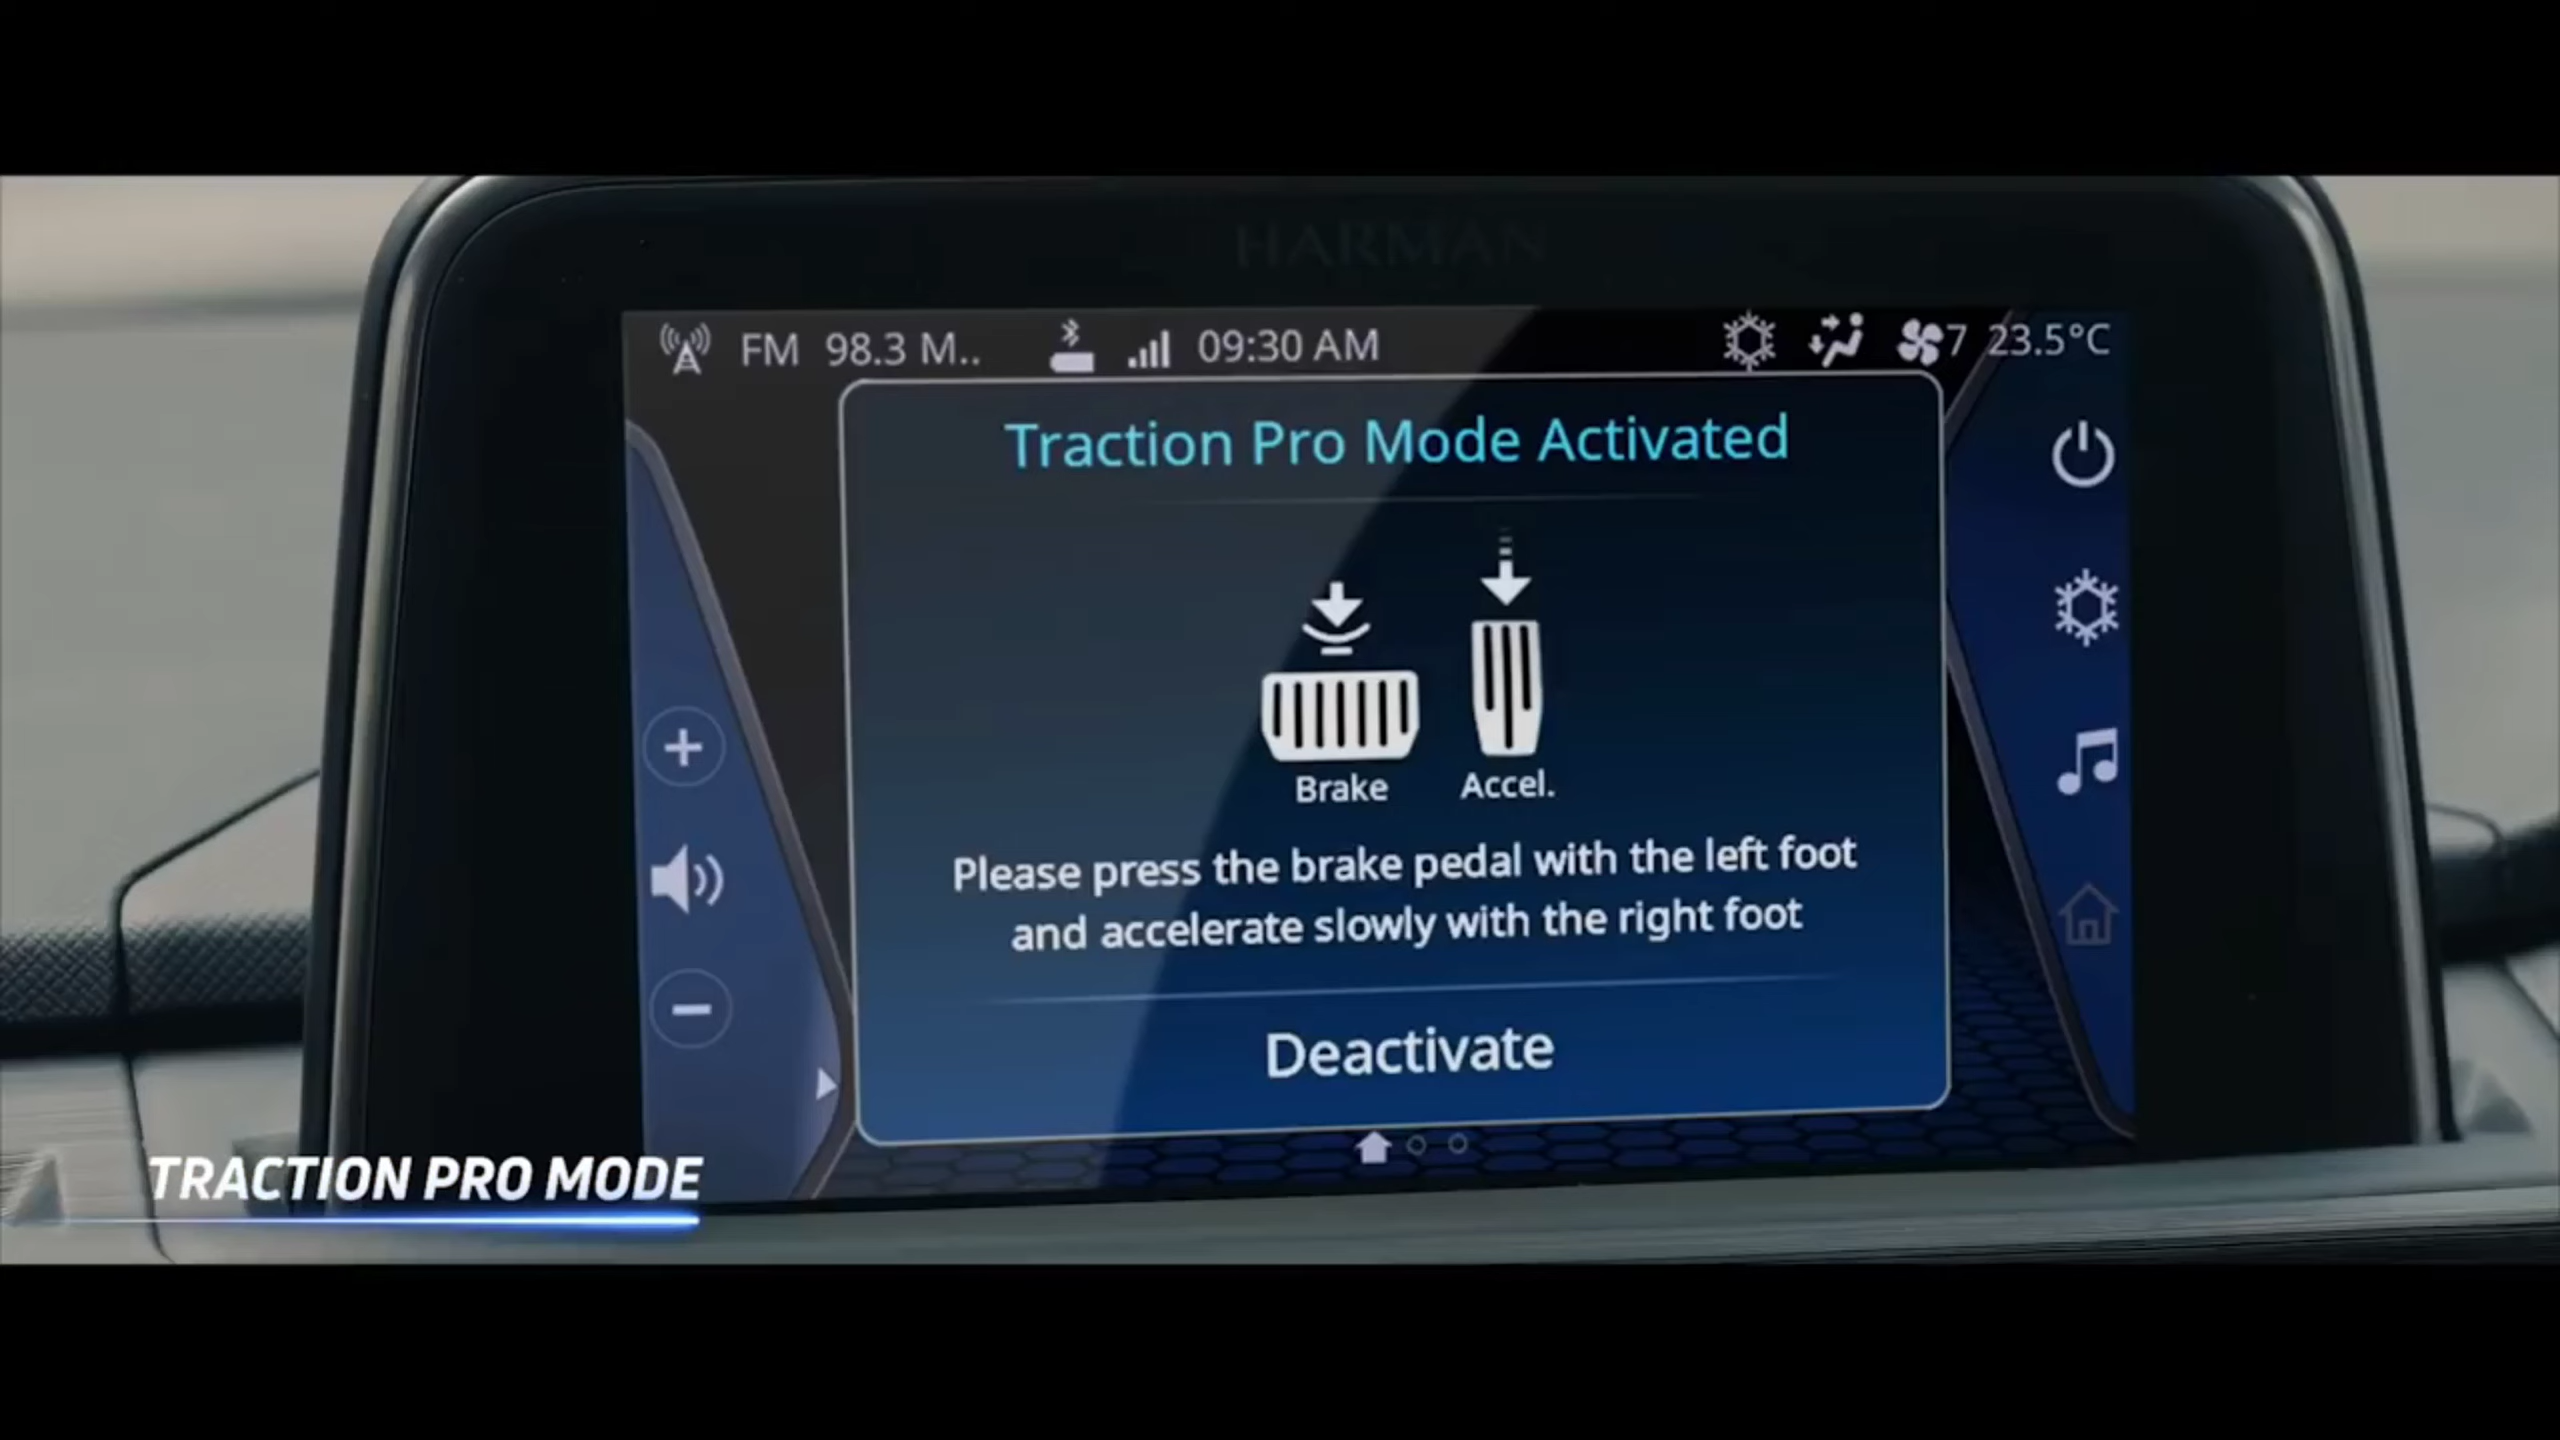 HARMAN
FM 98.3 M.. 09:30 AM 7 23.5°C
Traction Pro Mode Activated
Brake Accel.
Please press the brake pedal with the left foot
and accelerate slowly with the right foot
Deactivate
TRACTION PRO MODE